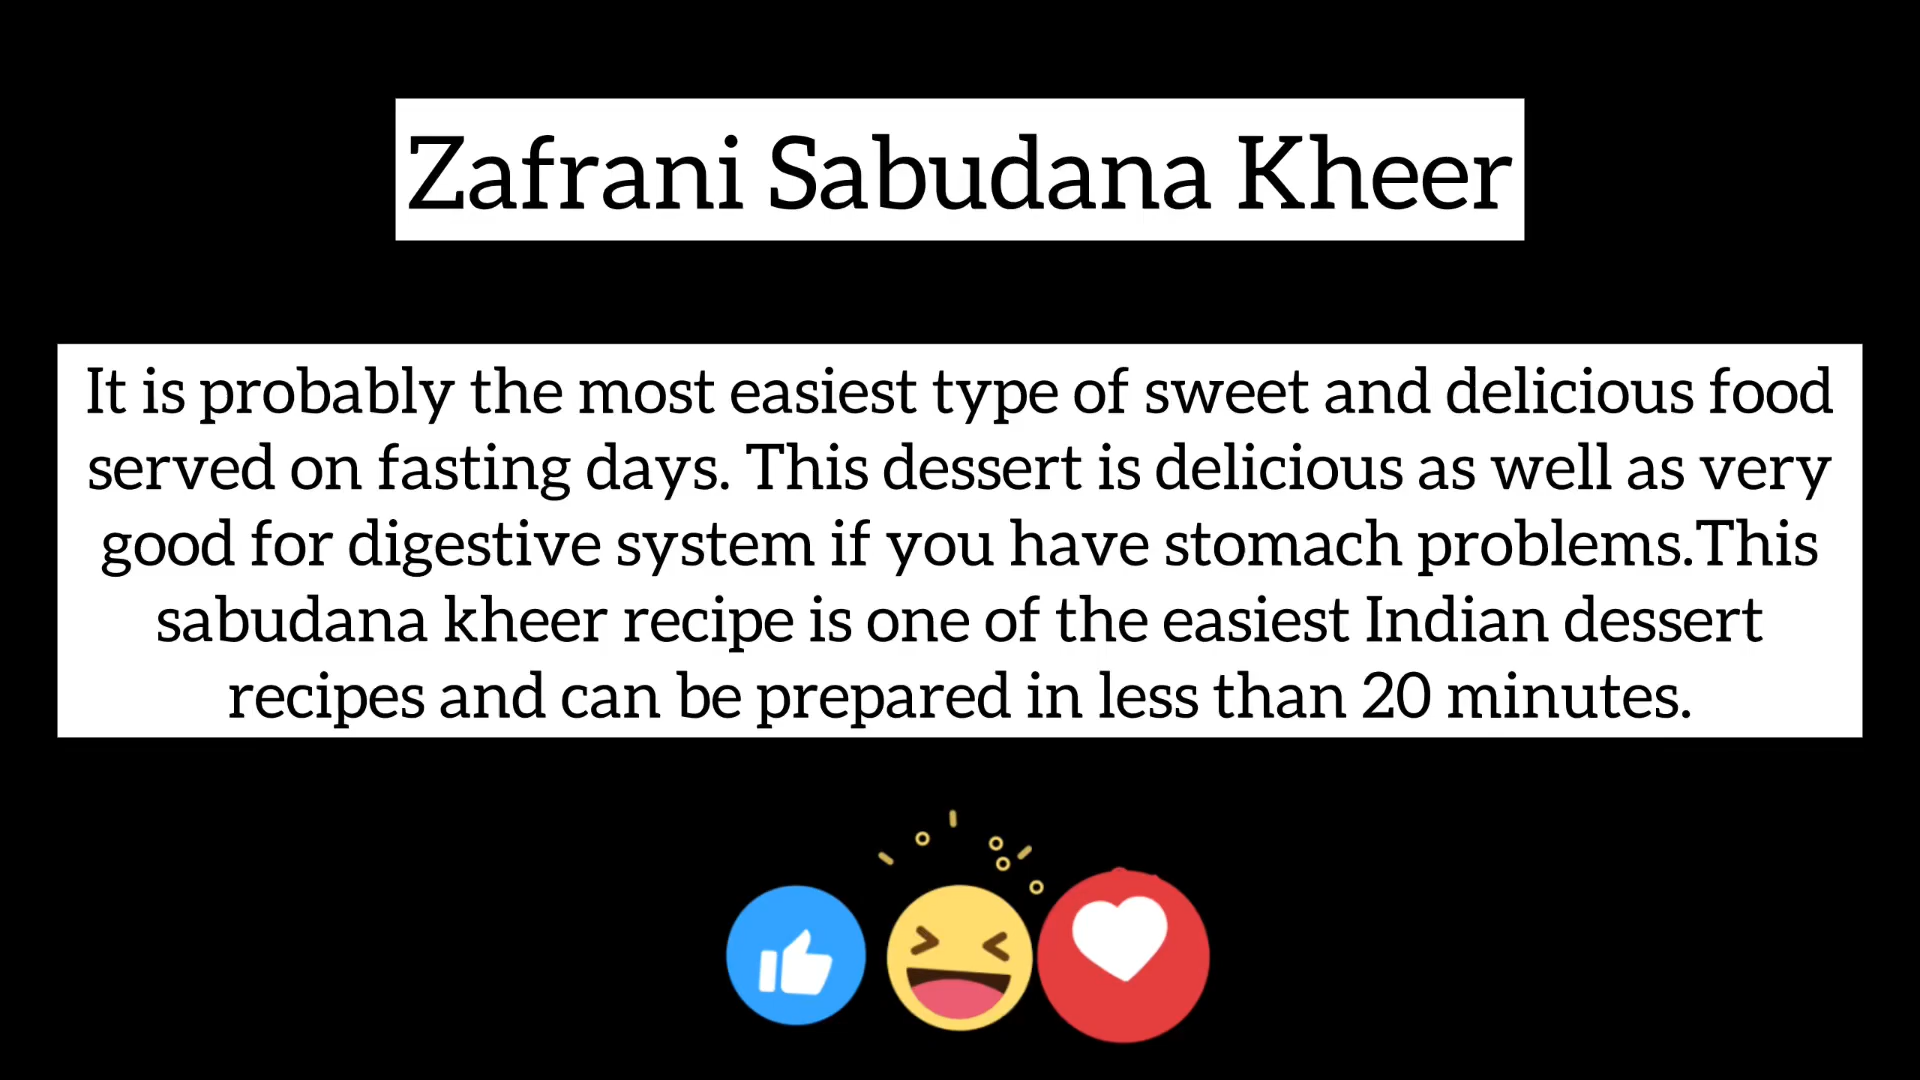 Zafrani Sabudana Kheer
It is probably the most easiest type of sweet and delicious food
served on fasting days. This dessert is delicious as well as very
good for digestive system if you have stomach problems.This
sabudana kheer recipe is one of the easiest Indian dessert
recipes and can be prepared in less than 20 minutes.